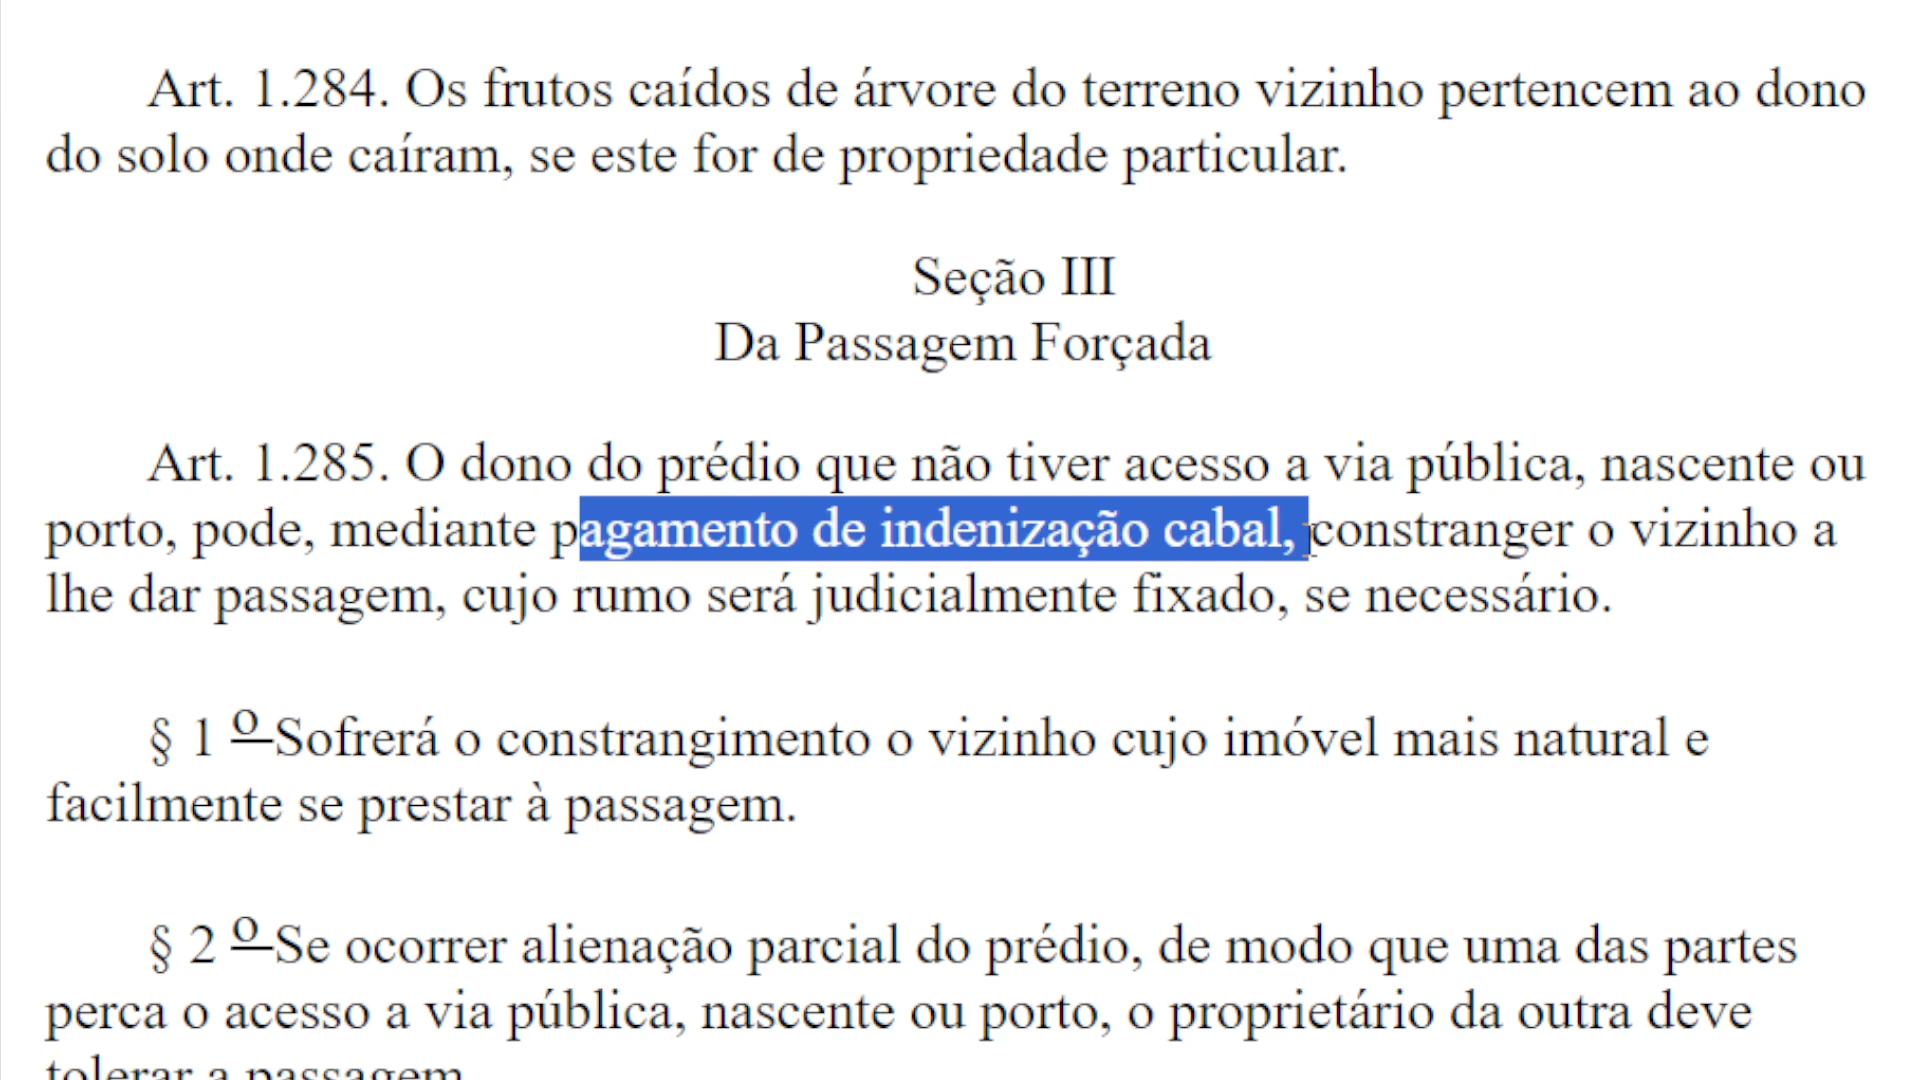 Art. 1.284. Os frutos caídos de árvore do terreno vizinho pertencem ao dono
do solo onde caíram, se este for de propriedade particular.
Seção III
Da Passagem Forçada
Art. 1.285. O dono do prédio que não tiver acesso a via pública, nascente ou
porto, pode, mediante pagamento de indenização cabal, constranger o vizinho a
lhe dar passagem, cujo rumo será judicialmente fixado, se necessário.
§ 1 o Sofrerá o constrangimento o vizinho cujo imóvel mais natural e
facilmente se prestar à passagem.
§ 2 o Se ocorrer alienação parcial do prédio, de modo que uma das partes
perca o acesso a via pública, nascente ou porto, o proprietário da outra deve
tolerar a passagem